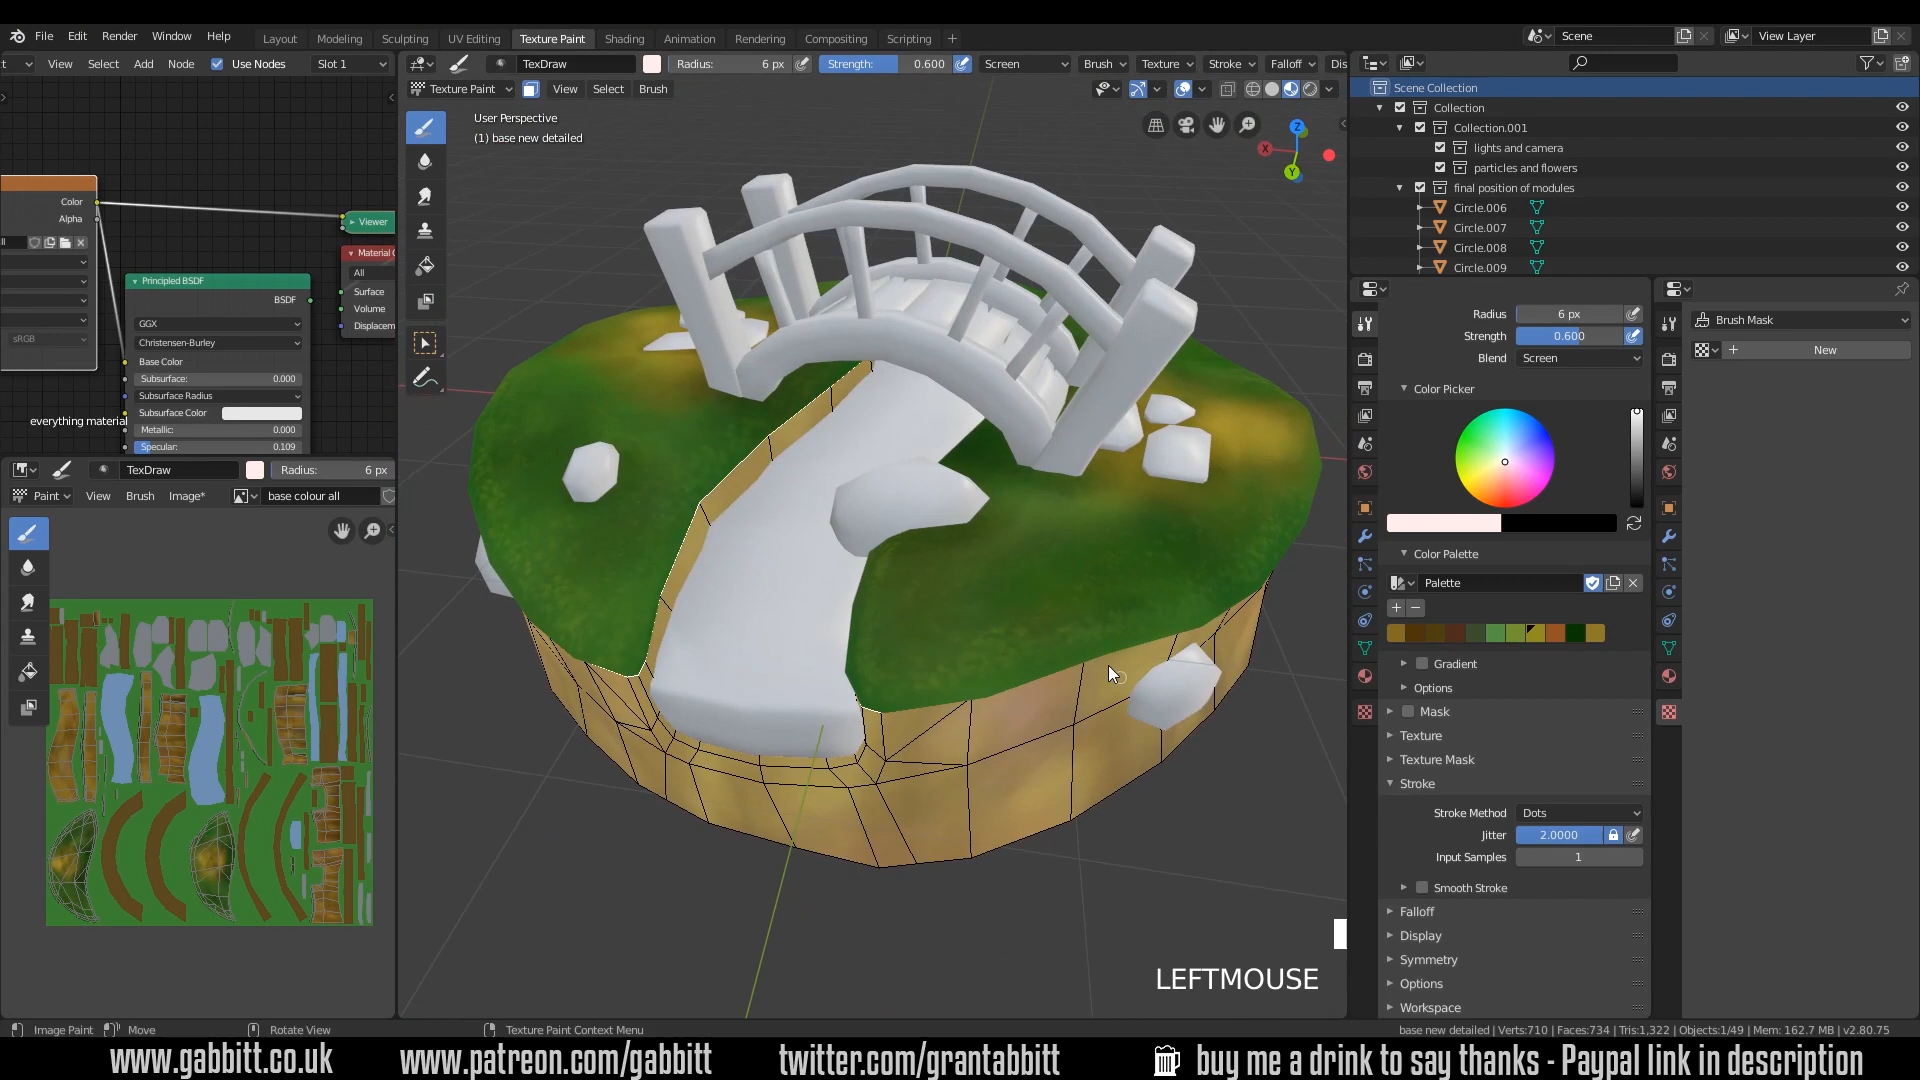 File Edit Render Window Help Layout Modeling Sculpting UV Editing Texture Paint Shading Animation Rendering Compositing Scripting + Scene View Layer
View Select Add Node Use Nodes Slot 1
TexDraw Radius: 6 px Strength: 0.600 Screen Brush Texture Stroke Falloff Dis
Texture Paint View Select Brush
User Perspective
(1) base new detailed
Color
Alpha
Viewer
Material
All
Surface
Volume
Displacem
sRGB
Principled BSDF
BSDF
GGX
Christensen-Burley
Base Color
Subsurface: 0.000
Subsurface Radius
Subsurface Color
Metallic: 0.000
Specular: 0.109
everything material
TexDraw Radius: 6 px
Paint View Brush Image* base colour all
Scene Collection
Collection
Collection.001
lights and camera
particles and flowers
final position of modules
Circle.006
Circle.007
Circle.008
Circle.009
Radius 6 px
Strength 0.600
Blend Screen
Color Picker
Color Palette
Palette
Gradient
Options
Mask
Texture
Texture Mask
Stroke
Stroke Method Dots
Jitter 2.0000
Input Samples 1
Smooth Stroke
Falloff
Display
Symmetry
Options
Workspace
Brush Mask
New
X
Y
Z
LEFTMOUSE
Image Paint Move Rotate View Texture Paint Context Menu base new detailed | Verts:710 | Faces:734 | Tris:1,322 | Objects:1/49 | Mem: 162.7 MB | v2.80.75
www.gabbitt.co.uk www.patreon.com/gabbitt twitter.com/grantabbitt buy me a drink to say thanks - Paypal link in description